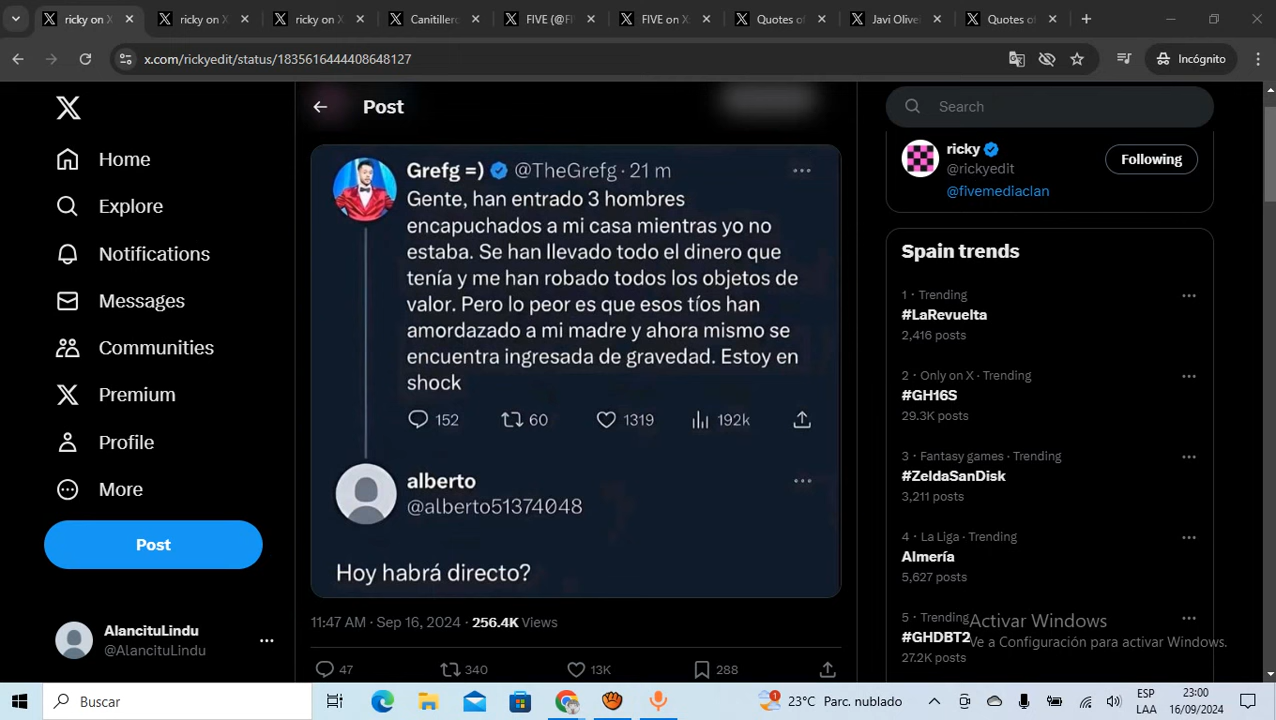 ricky on X
ricky on X
ricky on X
Canitillero
FIVE (@FI
FIVE on X
Quotes of
Javi Olive
Quotes of
x.com/rickyedit/status/1835616444408648127
Incógnito
Home
Explore
Notifications
Messages
Communities
Premium
Profile
More
Post
AlancituLindu
@AlancituLindu
Post
Grefg =) @TheGrefg · 21 m
Gente, han entrado 3 hombres
encapuchados a mi casa mientras yo no
estaba. Se han llevado todo el dinero que
tenía y me han robado todos los objetos de
valor. Pero lo peor es que esos tíos han
amordazado a mi madre y ahora mismo se
encuentra ingresada de gravedad. Estoy en
shock
152 60 1319 192k
alberto
@alberto51374048
Hoy habrá directo?
11:47 AM · Sep 16, 2024 · 256.4K Views
47 340 13K 288
Search
ricky
@rickyedit
@fivemediaclan
Following
Spain trends
1 · Trending
#LaRevuelta
2,416 posts
2 · Only on X · Trending
#GH16S
29.3K posts
3 · Fantasy games · Trending
#ZeldaSanDisk
3,211 posts
4 · La Liga · Trending
Almería
5,627 posts
5 · Trending
#GHDBT2
27.2K posts
Activar Windows
Ve a Configuración para activar Windows.
Buscar
1
23°C Parc. nublado
ESP
LAA
23:00
16/09/2024